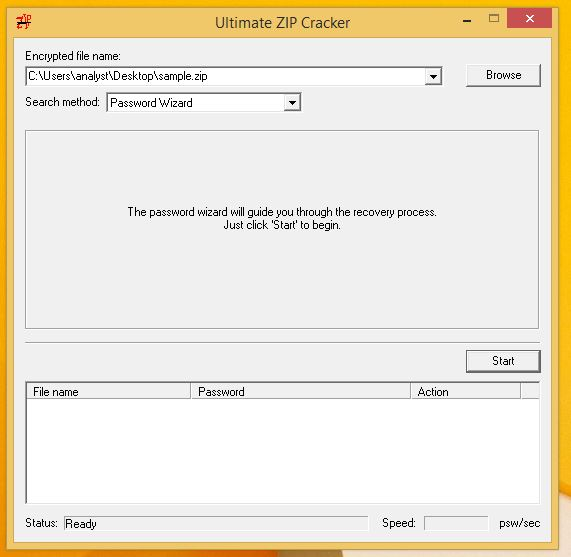 Ultimate ZIP Cracker
Encrypted file name:
C:\Users\analyst\Desktop\sample.zip
Browse
Search method: Password Wizard
The password wizard will guide you through the recovery process.
Just click 'Start' to begin.
Start
File name Password Action
Status: Ready Speed: psw/sec